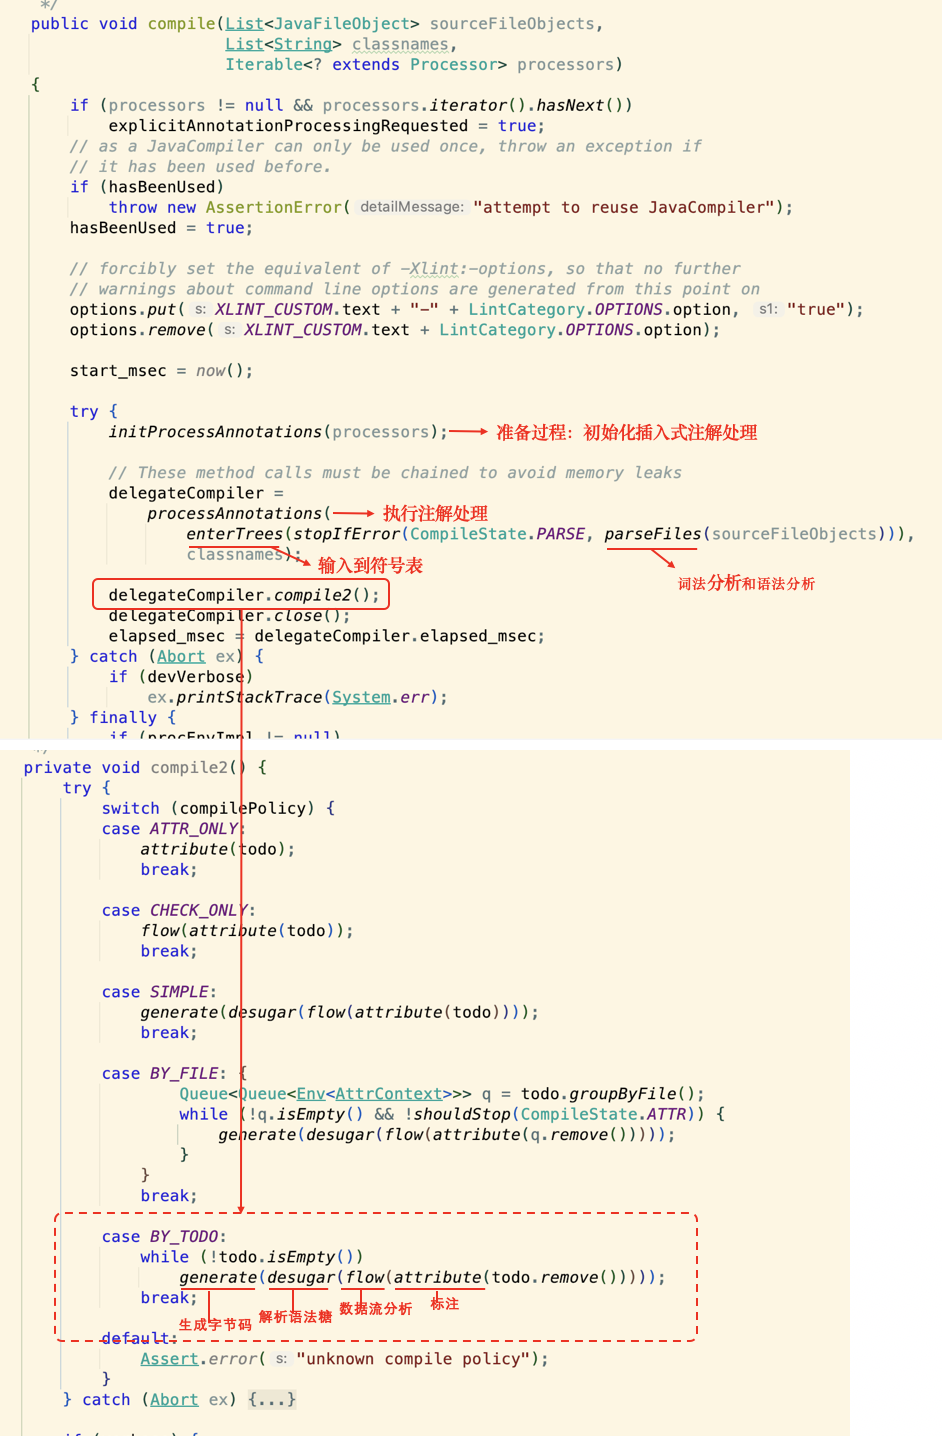 */
public void compile(List<JavaFileObject> sourceFileObjects,
List<String> classnames,
Iterable<? extends Processor> processors)
{
if (processors != null && processors.iterator().hasNext())
explicitAnnotationProcessingRequested = true;
// as a JavaCompiler can only be used once, throw an exception if
// it has been used before.
if (hasBeenUsed)
throw new AssertionError( detailMessage: "attempt to reuse JavaCompiler");
hasBeenUsed = true;
// forcibly set the equivalent of -Xlint:-options, so that no further
// warnings about command line options are generated from this point on
options.put( s: XLINT_CUSTOM.text + "-" + LintCategory.OPTIONS.option, s1: "true");
options.remove( s: XLINT_CUSTOM.text + LintCategory.OPTIONS.option);
start_msec = now();
try {
initProcessAnnotations(processors); 准备过程：初始化插入式注解处理
// These method calls must be chained to avoid memory leaks
delegateCompiler =
processAnnotations( 执行注解处理
enterTrees(stopIfError(CompileState.PARSE, parseFiles(sourceFileObjects))),
classnames);
输入到符号表
词法分析和语法分析
delegateCompiler.compile2();
delegateCompiler.close();
elapsed_msec = delegateCompiler.elapsed_msec;
} catch (Abort ex) {
if (devVerbose)
ex.printStackTrace(System.err);
} finally {
if (procEnvImpl != null)
*/
private void compile2() {
try {
switch (compilePolicy) {
case ATTR_ONLY:
attribute(todo);
break;
case CHECK_ONLY:
flow(attribute(todo));
break;
case SIMPLE:
generate(desugar(flow(attribute(todo))));
break;
case BY_FILE: {
Queue<Queue<Env<AttrContext>>> q = todo.groupByFile();
while (!q.isEmpty() && !shouldStop(CompileState.ATTR)) {
generate(desugar(flow(attribute(q.remove()))));
}
}
break;
case BY_TODO:
while (!todo.isEmpty())
generate(desugar(flow(attribute(todo.remove()))));
break;
生成字节码 解析语法糖 数据流分析 标注
default:
Assert.error( s: "unknown compile policy");
}
} catch (Abort ex) {...}